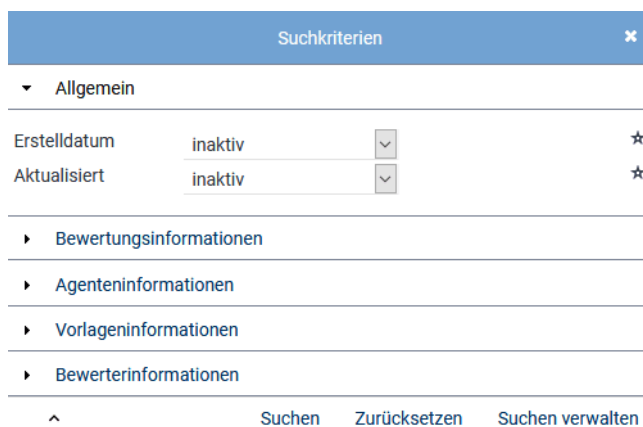 Suchkriterien
Allgemein
Erstelldatum inaktiv
Aktualisiert inaktiv
Bewertungsinformationen
Agenteninformationen
Vorlageninformationen
Bewerterinformationen
Suchen Zurücksetzen Suchen verwalten